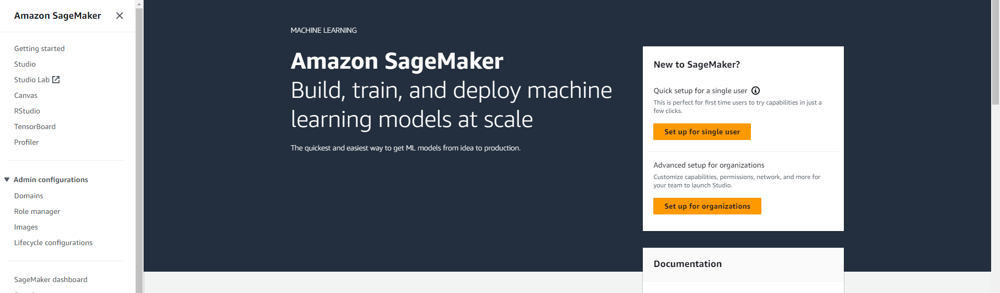 Amazon SageMaker
Getting started
Studio
Studio Lab
Canvas
RStudio
TensorBoard
Profiler
Admin configurations
Domains
Role manager
Images
Lifecycle configurations
SageMaker dashboard
MACHINE LEARNING
Amazon SageMaker
Build, train, and deploy machine
learning models at scale
The quickest and easiest way to get ML models from idea to production.
New to SageMaker?
Quick setup for a single user
This is perfect for first time users to try capabilities in just a
few clicks.
Set up for single user
Advanced setup for organizations
Customize capabilities, permissions, network, and more for
your team to launch Studio.
Set up for organizations
Documentation